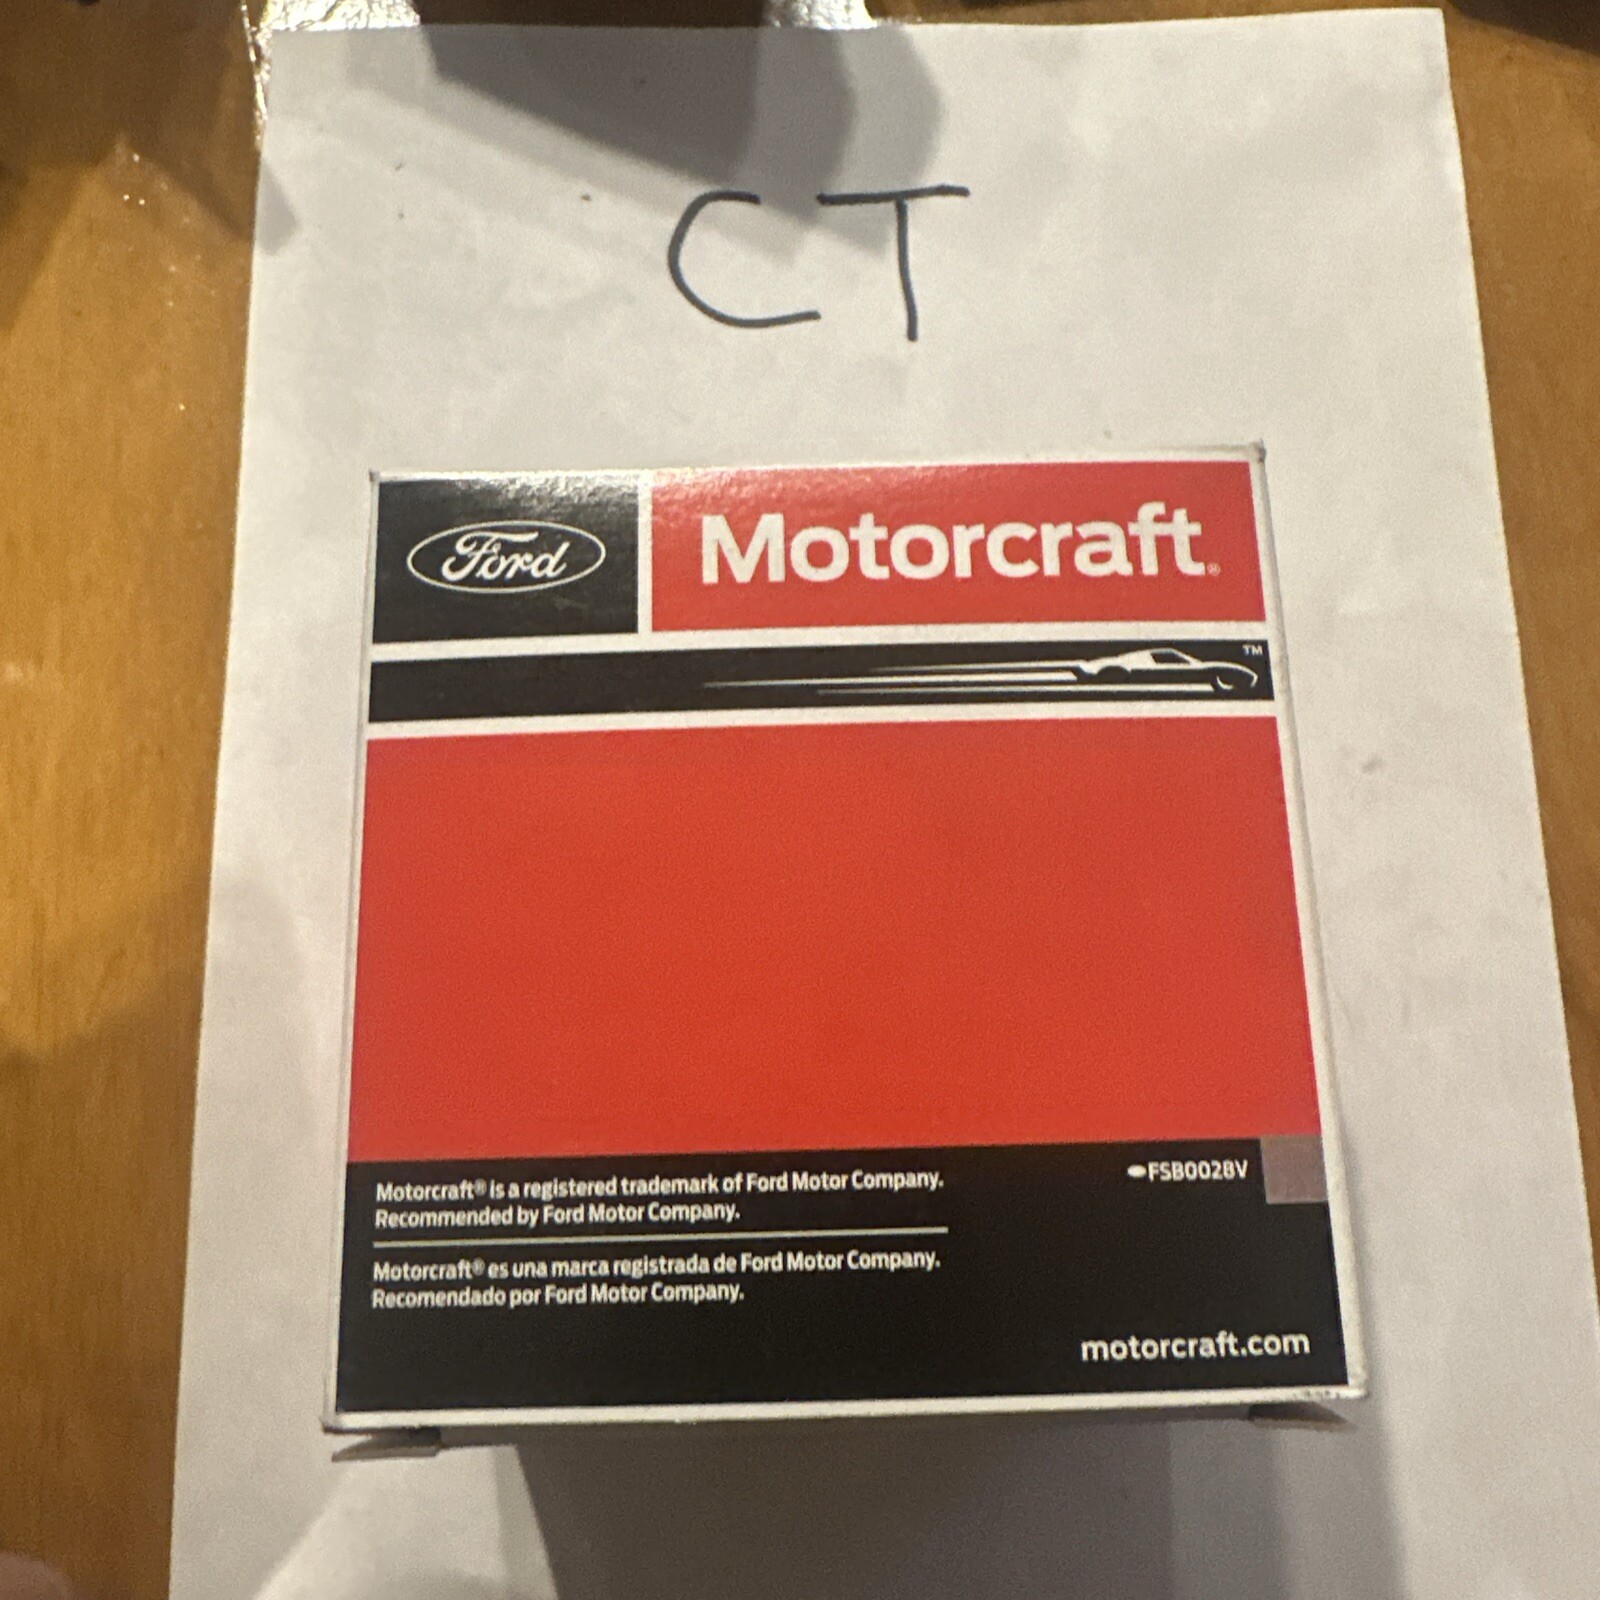 CT
Ford
Motorcraft®
™
Motorcraft® is a registered trademark of Ford Motor Company.
Recommended by Ford Motor Company.
FSB0028V
Motorcraft® es una marca registrada de Ford Motor Company.
Recomendado por Ford Motor Company.
motorcraft.com